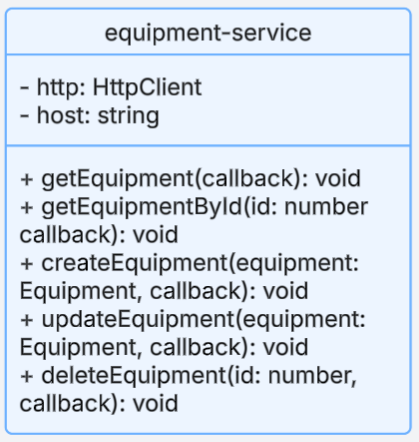 equipment-service
- http: HttpClient
- host: string
+ getEquipment(callback): void
+ getEquipmentById(id: number
callback): void
+ createEquipment(equipment:
Equipment, callback): void
+ updateEquipment(equipment:
Equipment, callback): void
+ deleteEquipment(id: number,
callback): void